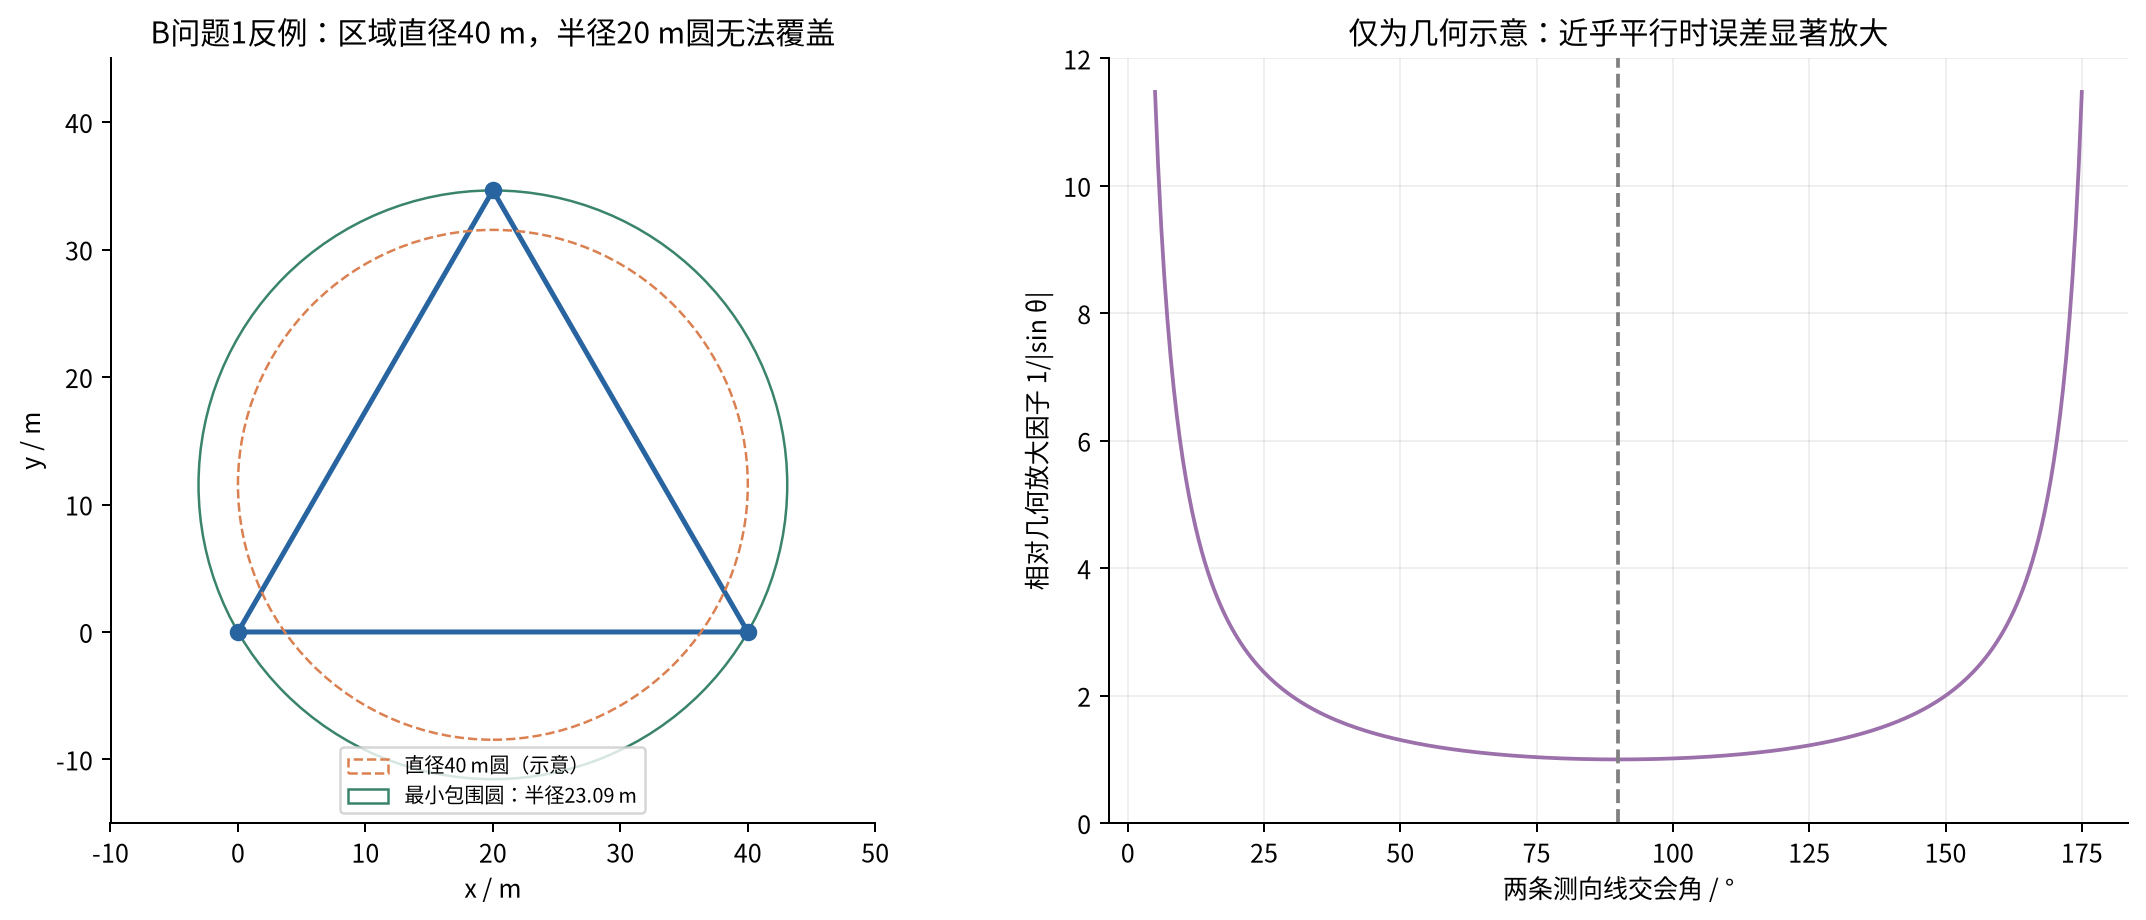 B问题1反例：区域直径40 m，半径20 m圆无法覆盖
40
30
20
10
0
-10
y / m
-10 0 10 20 30 40 50
x / m
直径40 m圆（示意）
最小包围圆：半径23.09 m
仅为几何示意：近乎平行时误差显著放大
12
10
8
6
4
2
0
相对几何放大因子 1/|sin θ|
0 25 50 75 100 125 150 175
两条测向线交会角 / °